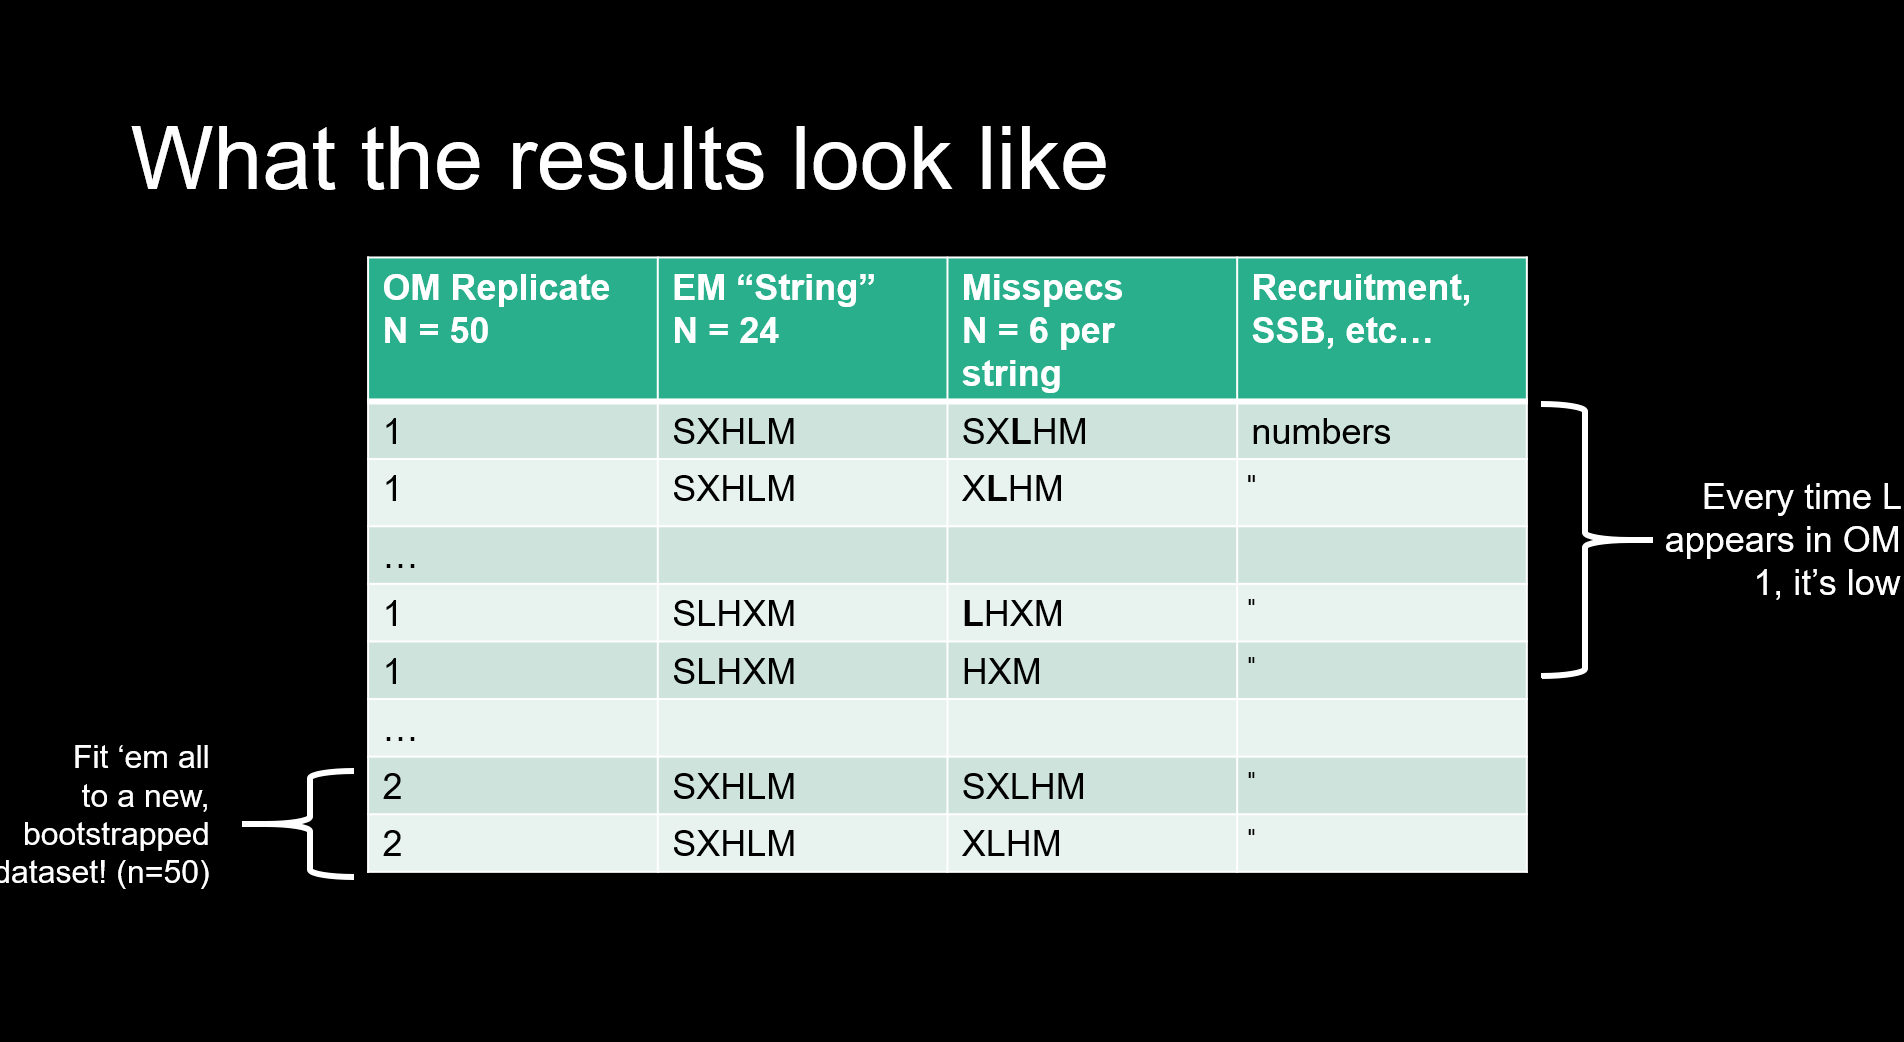 What the results look like
OM Replicate
N = 50
EM “String”
N = 24
Misspecs
N = 6 per
string
Recruitment,
SSB, etc…
1
SXHLM
SXLHM
numbers
1
SXHLM
XLHM
"
…
1
SLHXM
LHXM
"
1
SLHXM
HXM
"
…
2
SXHLM
SXLHM
"
2
SXHLM
XLHM
"
Every time L
appears in OM
1, it’s low
Fit ‘em all
to a new,
bootstrapped
dataset! (n=50)